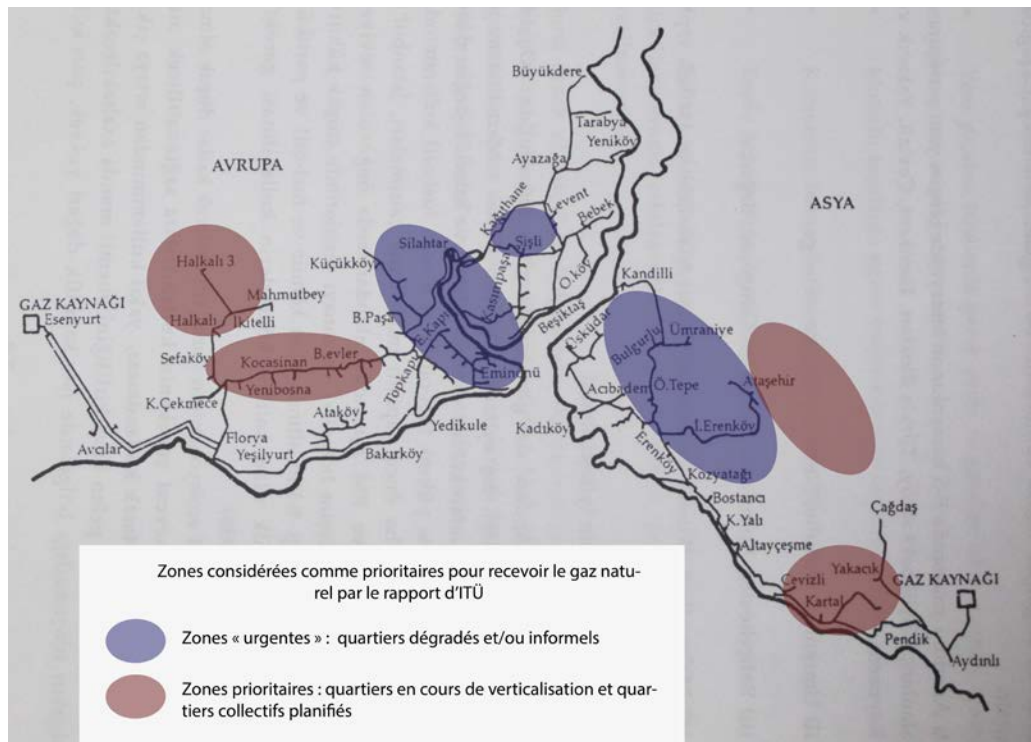 Büyükdere
Tarabya
Yeniköy
Ayazağa
AVRUPA
Levent
Kağıthane
Bebek
ASYA
Silahtar
Şişli
Halkalı 3
Küçükköy
O.köy
Kandilli
Kasımpaşa
Mahmutbey
GAZ KAYNAĞI
Esenyurt
Halkalı
İkitelli
B.Paşa
E.Kapı
Beşiktaş
Üsküdar
Bulgurlu
Ümraniye
Sefaköy
Kocasinan
B.evler
Topkapı
Eminönü
Yenibosna
Acıbadem
Ö.Tepe
Ataşehir
K.Çekmece
Ataköy
Yedikule
Kadıköy
İ.Erenköy
Florya
Erenköy
Avcılar
Yeşilyurt
Bakırköy
Kozyatağı
Bostancı
K.Yalı
Çağdaş
Altayçeşme
Cevizli
Yakacık
GAZ KAYNAĞI
Kartal
Pendik
Aydınlı
Zones considérées comme prioritaires pour recevoir le gaz natu-
rel par le rapport d'ITÜ
Zones « urgentes » : quartiers dégradés et/ou informels
Zones prioritaires : quartiers en cours de verticalisation et quar-
tiers collectifs planifiés